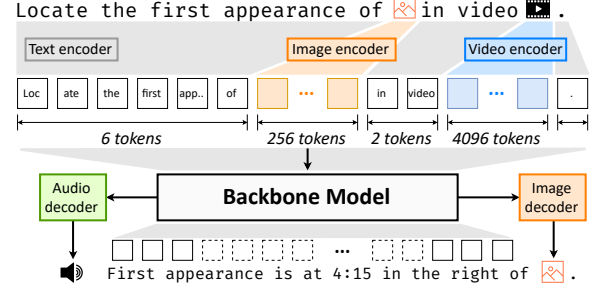 Locate the first appearance of in video .
Text encoder Image encoder Video encoder
Loc ate the first app.. of ... in video ... .
6 tokens 256 tokens 2 tokens 4096 tokens
Audio decoder
Backbone Model
Image decoder
...
First appearance is at 4:15 in the right of .